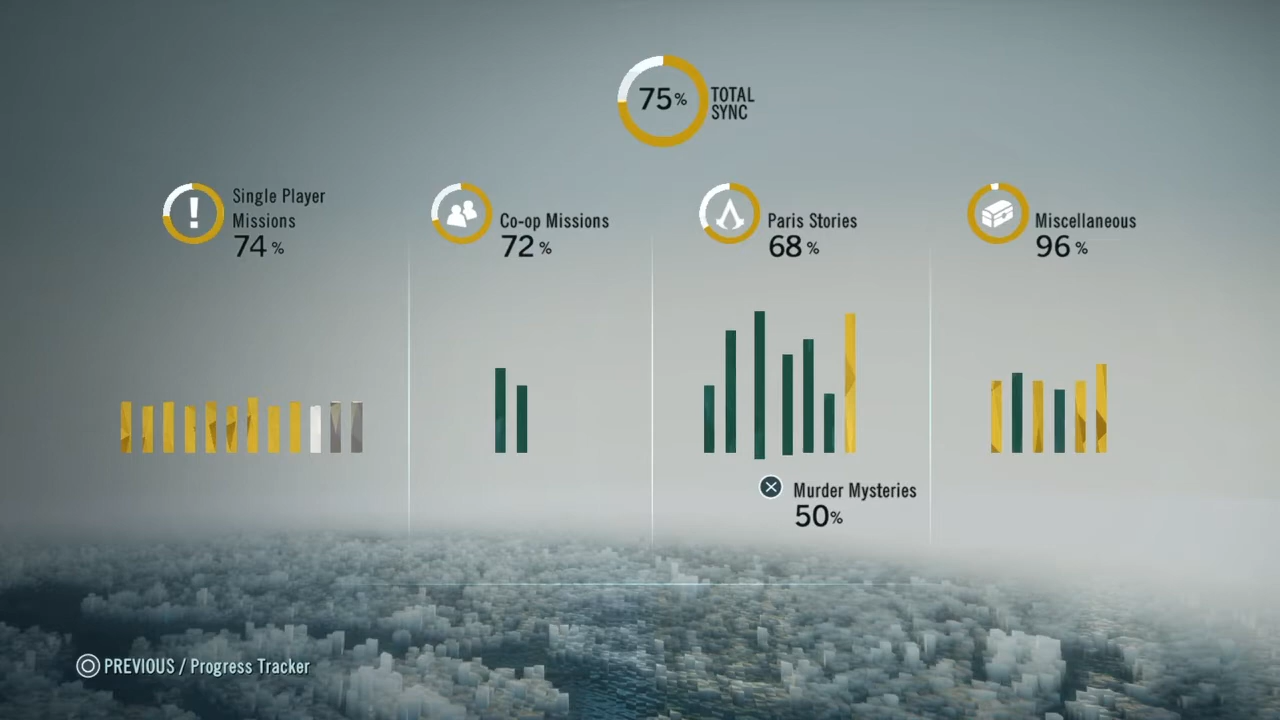 75%
TOTAL
SYNC
Single Player
Missions
74 %
Co-op Missions
72 %
Paris Stories
68 %
Miscellaneous
96 %
Murder Mysteries
50%
PREVIOUS / Progress Tracker